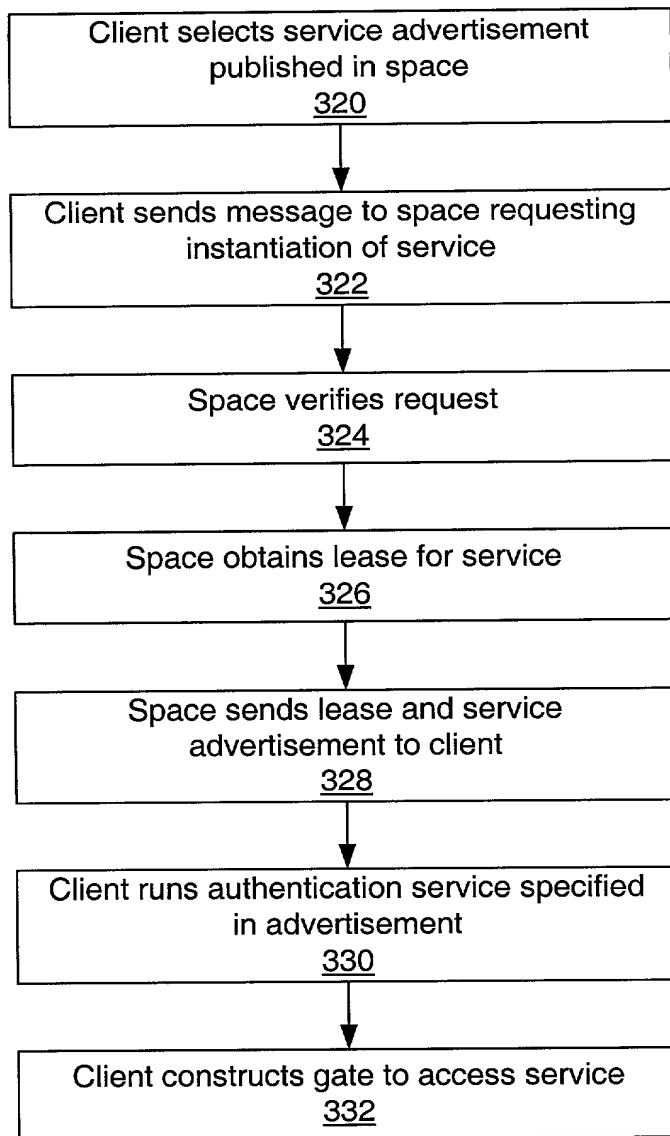 Client selects service advertisement
published in space
320
Client sends message to space requesting
instantiation of service
322
Space verifies request
324
Space obtains lease for service
326
Space sends lease and service
advertisement to client
328
Client runs authentication service specified
in advertisement
330
Client constructs gate to access service
332